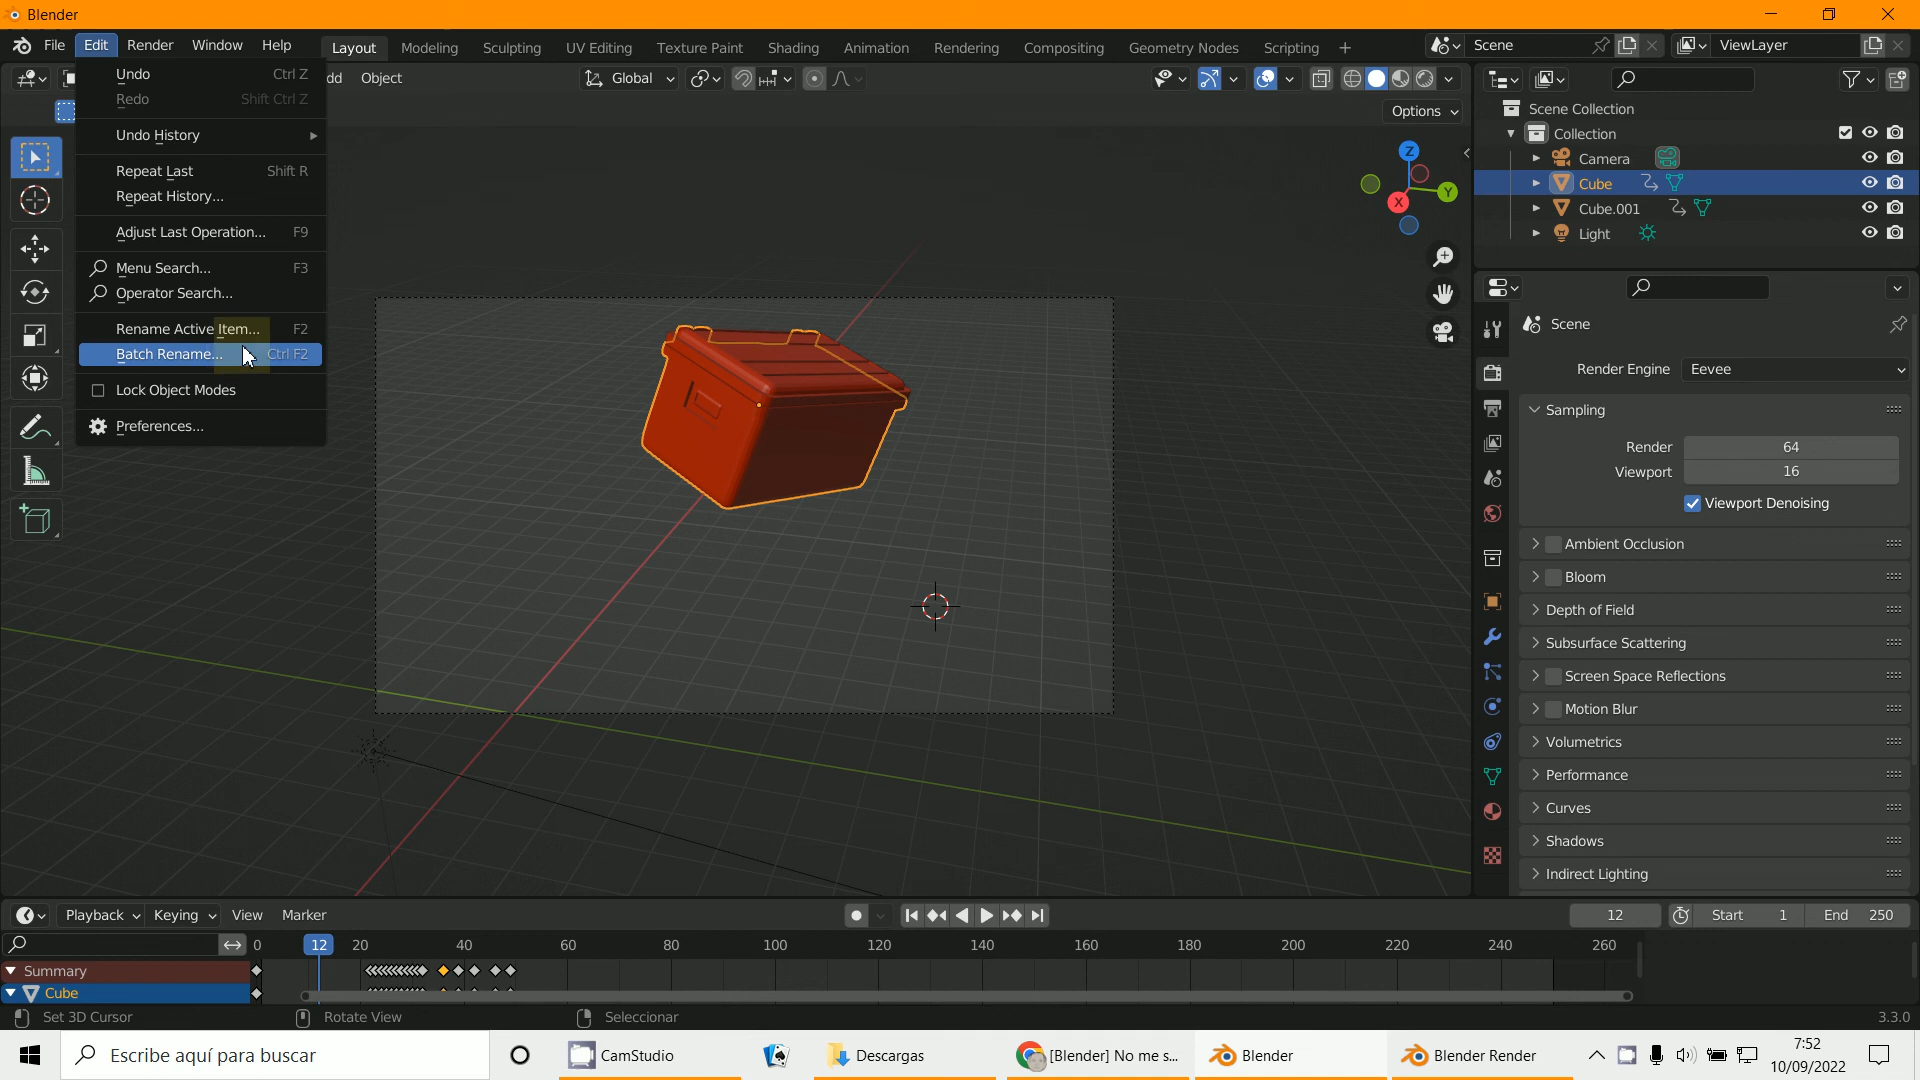 Blender
File Edit Render Window Help Layout Modeling Sculpting UV Editing Texture Paint Shading Animation Rendering Compositing Geometry Nodes Scripting + Scene ViewLayer
dd Object Global
Options
Undo Ctrl Z
Redo Shift Ctrl Z
Undo History
Repeat Last Shift R
Repeat History...
Adjust Last Operation... F9
Menu Search... F3
Operator Search...
Rename Active Item... F2
Batch Rename... Ctrl F2
Lock Object Modes
Preferences...
Z
Y
X
Scene Collection
Collection
Camera
Cube
Cube.001
Light
Scene
Render Engine Eevee
Sampling
Render 64
Viewport 16
Viewport Denoising
Ambient Occlusion
Bloom
Depth of Field
Subsurface Scattering
Screen Space Reflections
Motion Blur
Volumetrics
Performance
Curves
Shadows
Indirect Lighting
Playback Keying View Marker 12 Start 1 End 250
0 12 20 40 60 80 100 120 140 160 180 200 220 240 260
Summary
Cube
Set 3D Cursor Rotate View Seleccionar 3.3.0
Escribe aquí para buscar CamStudio Descargas [Blender] No me s... Blender Blender Render 7:52
10/09/2022